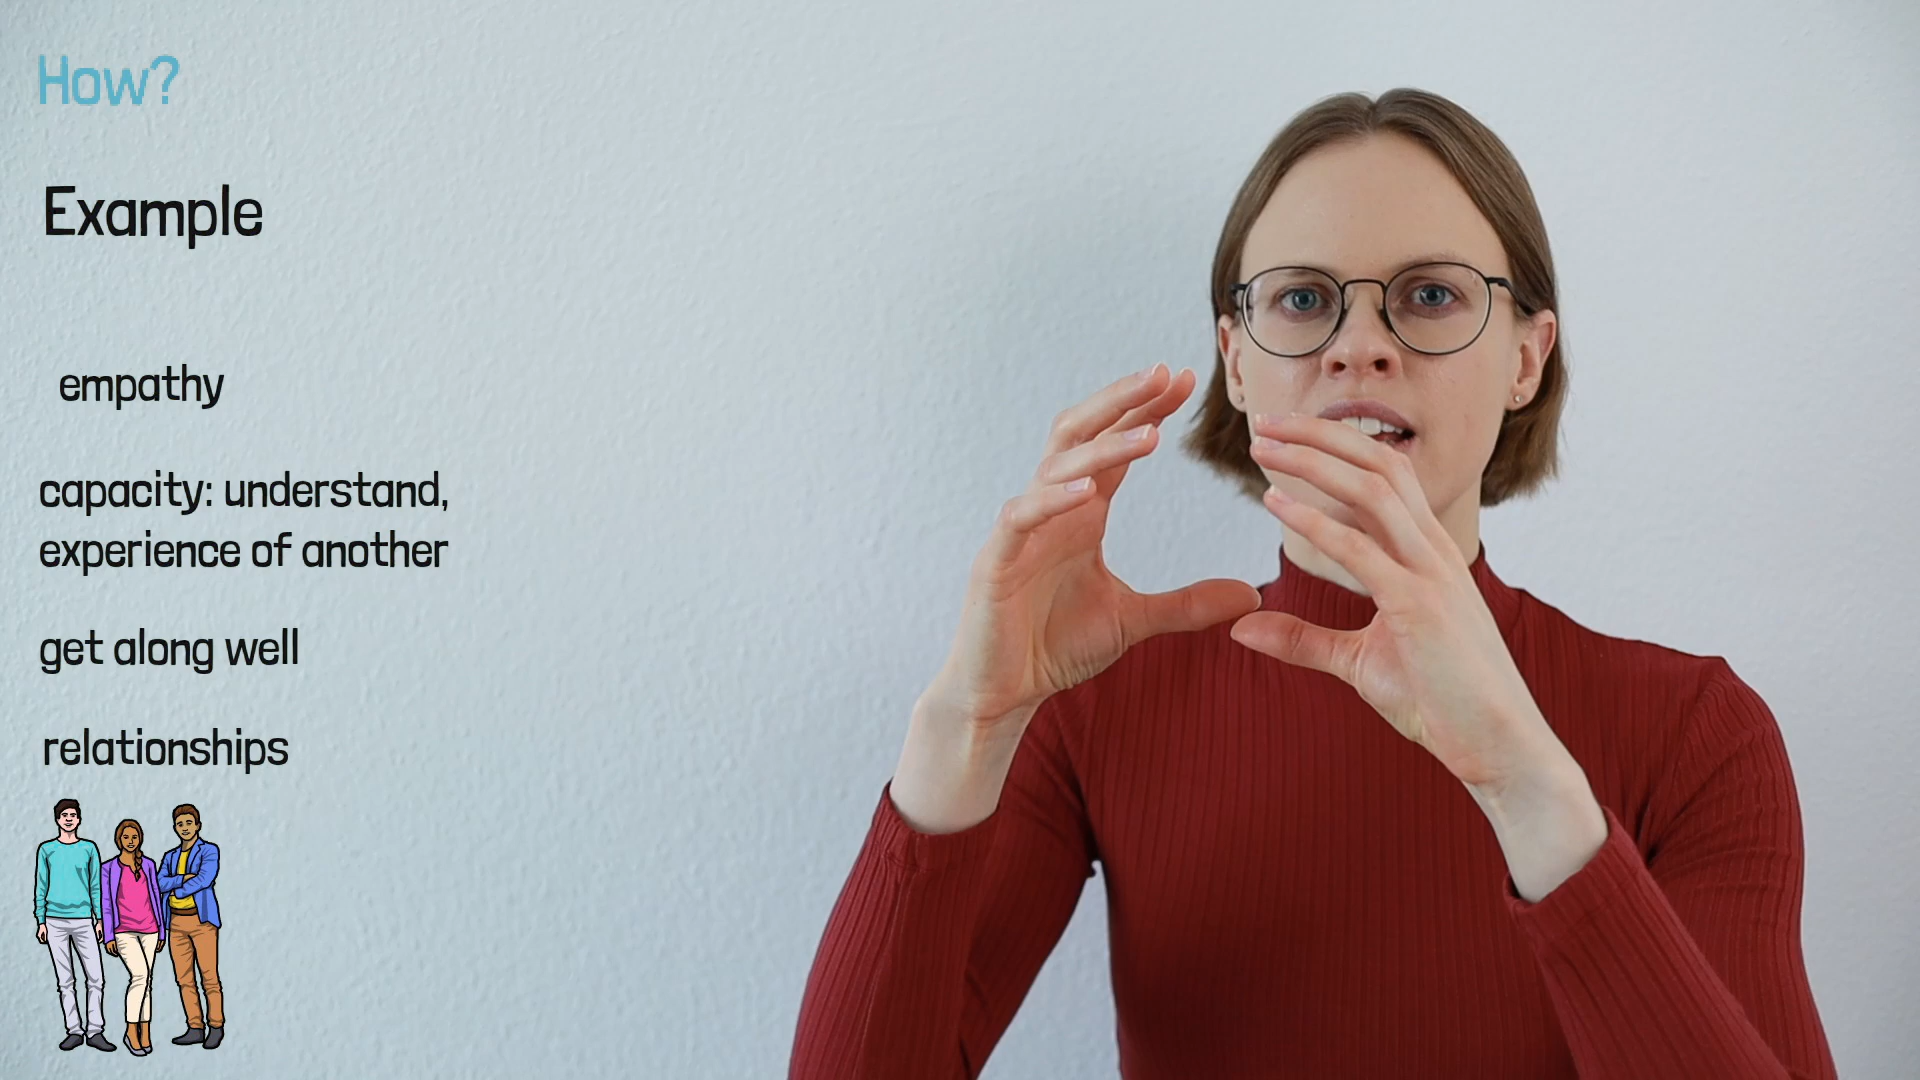 How?
Example
empathy
capacity: understand,
experience of another
get along well
relationships